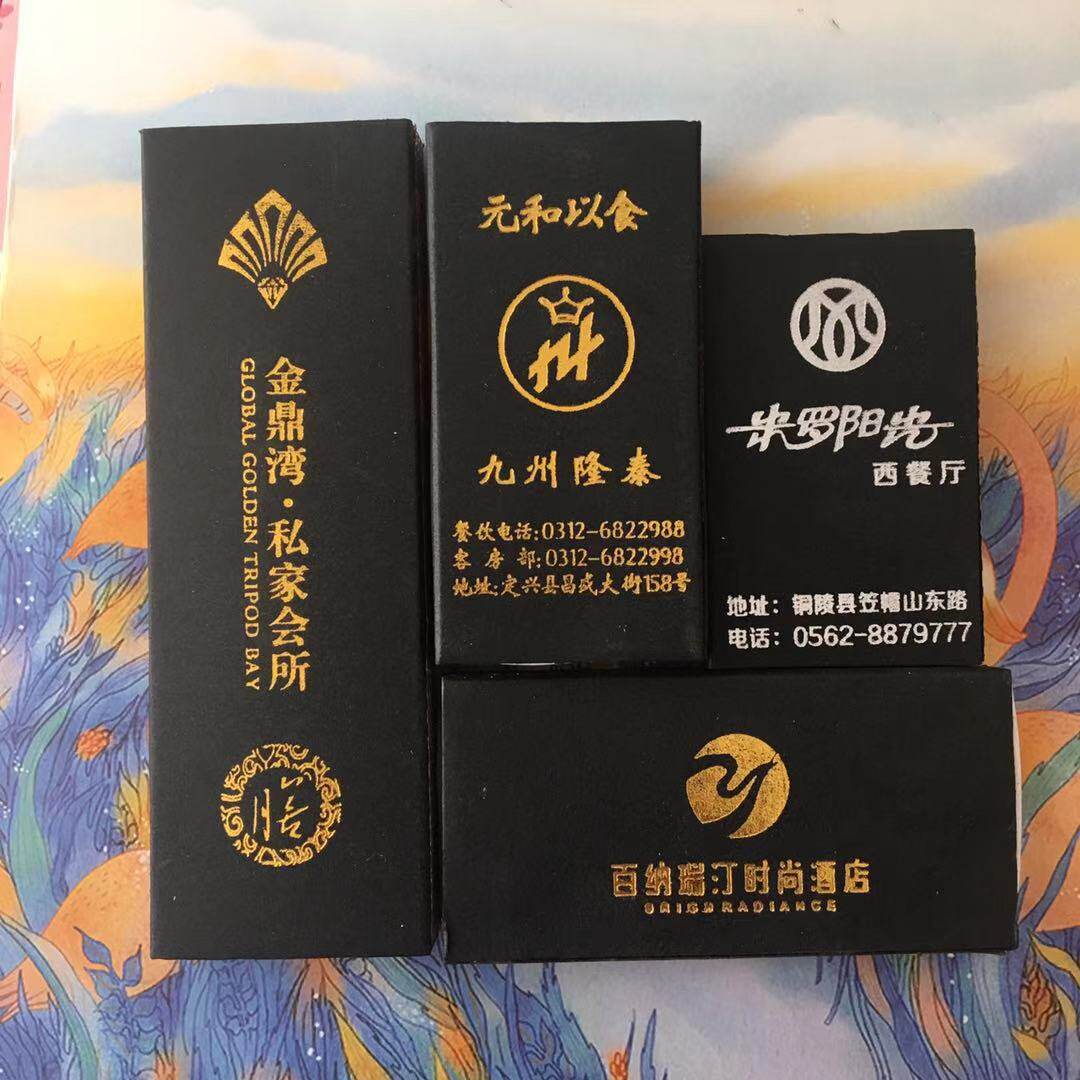 金鼎湾·私家会所
GLOBAL GOLDEN TRIPOD BAY
膳
元和以食
九州隆泰
餐饮电话:0312-6822988
客房部:0312-6822998
地址:定兴县昌盛大街158号
米罗阳光
西餐厅
地址：铜陵县笠帽山东路
电话：0562-8879777
百纳瑞汀时尚酒店